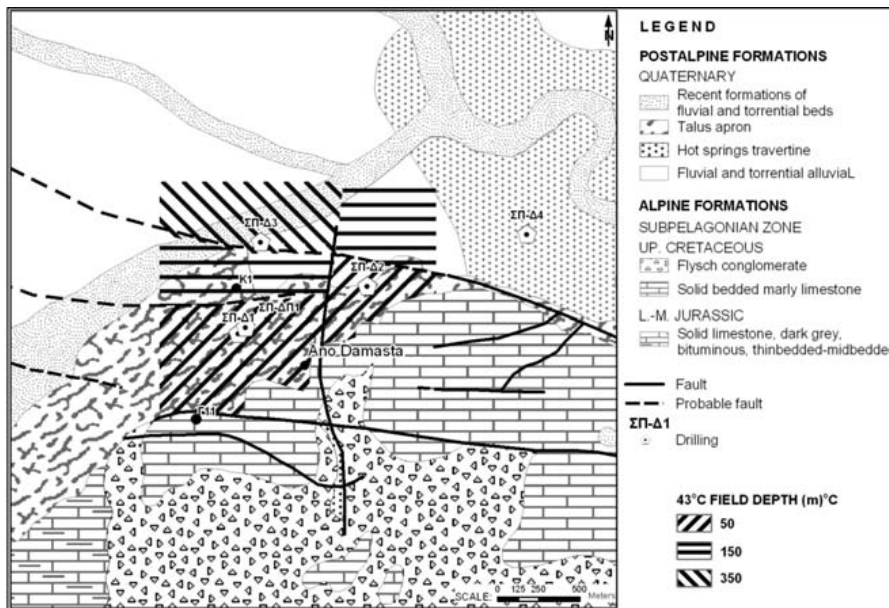 N
ΣΠ-Δ3
ΣΠ-Δ4
ΣΠ-Δ2
K1
ΣΠ-ΔΠ1
ΣΠ-Δ1
Ano Damasta
Γ11
SCALE: 0 125 250 500 Meters
LEGEND
POSTALPINE FORMATIONS
QUATERNARY
Recent formations of
fluvial and torrential beds
Talus apron
Hot springs travertine
Fluvial and torrential alluviaL
ALPINE FORMATIONS
SUBPELAGONIAN ZONE
UP. CRETACEOUS
Flysch conglomerate
Solid bedded marly limestone
L.-M. JURASSIC
Solid limestone, dark grey,
bituminous, thinbedded-midbedded
Fault
Probable fault
ΣΠ-Δ1
Drilling
43°C FIELD DEPTH (m)°C
50
150
350